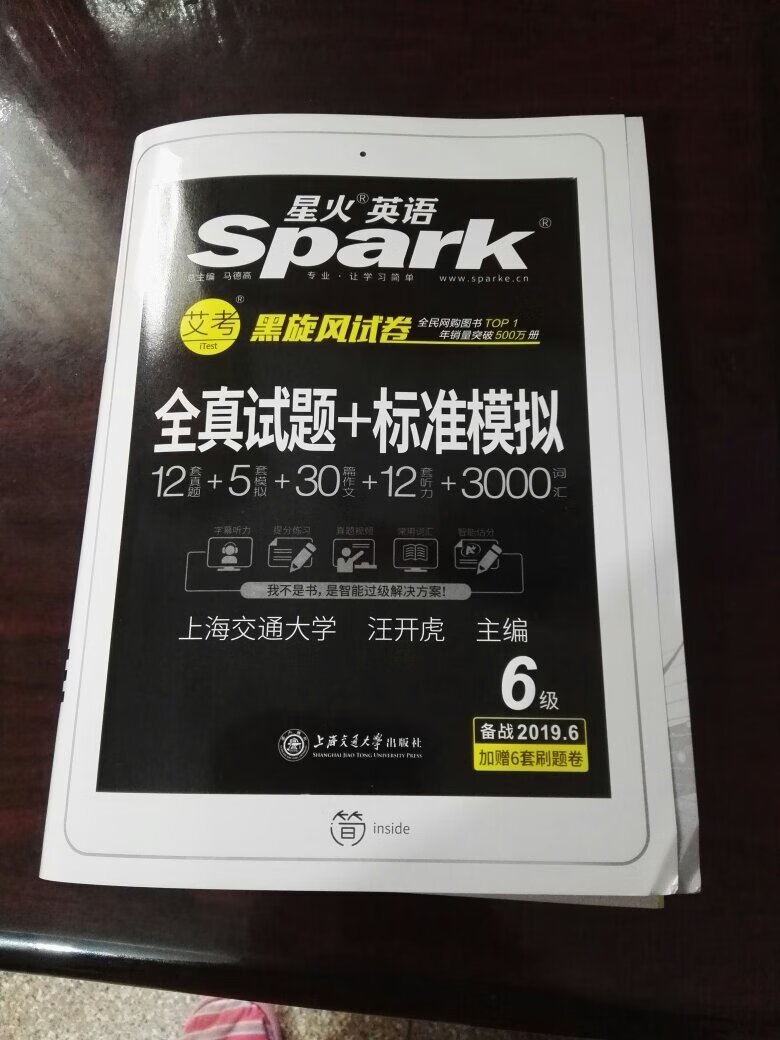 星火®英语
Spark®
总主编 马德高 专业·让学习简单 www.sparke.cn
艾考®
iTest
黑旋风试卷
全民网购图书TOP 1
年销量突破500万册
全真试题+标准模拟
12套真题+5套模拟+30篇作文+12套听力+3000词汇
字幕听力 提分练习 真题视频 常用词汇 智能估分
我不是书,是智能过级解决方案!
上海交通大学 汪开虎 主编
6级
备战2019.6
加赠6套刷题卷
上海交通大学出版社
SHANGHAI JIAO TONG UNIVERSITY PRESS
inside